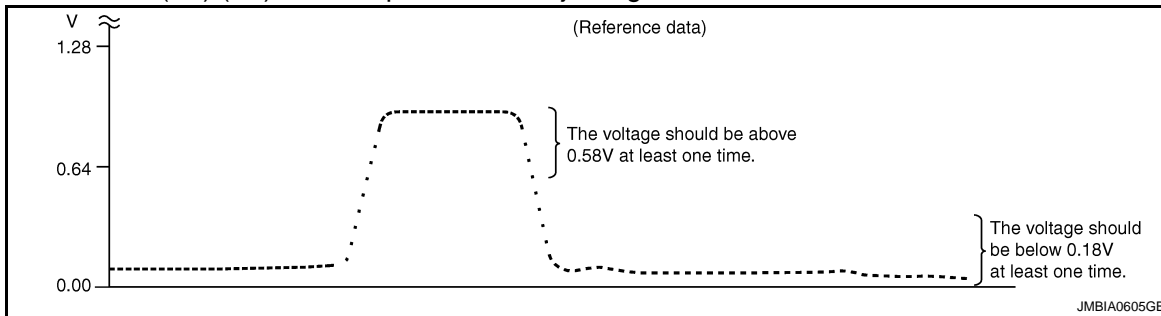 V
(Reference data)
1.28
The voltage should be above
0.58V at least one time.
0.64
The voltage should
be below 0.18V
at least one time.
0.00
JMBIA0605GB